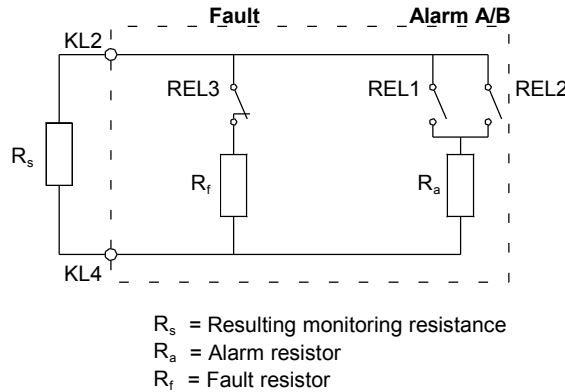 Fault
Alarm A/B
KL2
REL3
REL1
REL2
Rs
Rf
Ra
KL4
Rs = Resulting monitoring resistance
Ra = Alarm resistor
Rf = Fault resistor